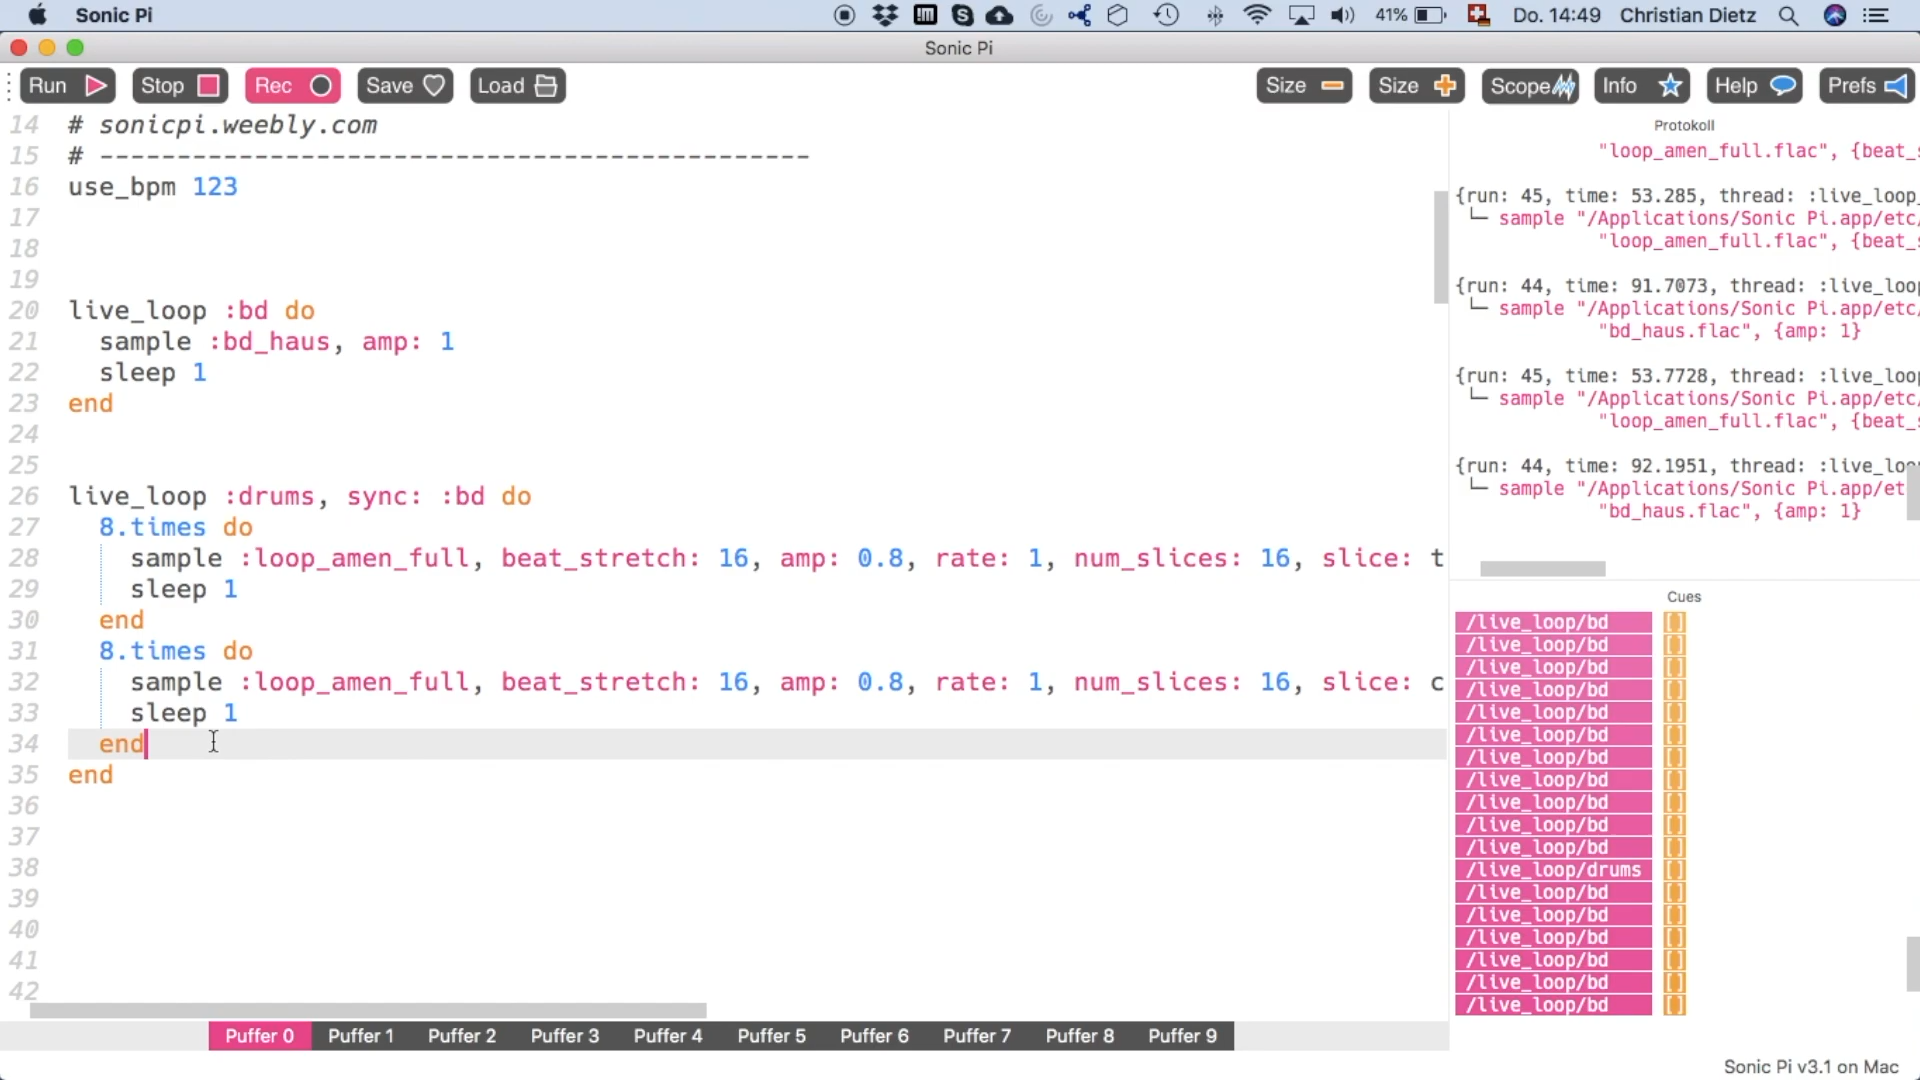 Sonic Pi
41%
Do. 14:49
Christian Dietz
Sonic Pi
Run
Stop
Rec
Save
Load
Size
Size
Scope
Info
Help
Prefs
14 # sonicpi.weebly.com
15 # ----------------------------------------------
16 use_bpm 123
17
18
19
20 live_loop :bd do
21 sample :bd_haus, amp: 1
22 sleep 1
23 end
24
25
26 live_loop :drums, sync: :bd do
27 8.times do
28 sample :loop_amen_full, beat_stretch: 16, amp: 0.8, rate: 1, num_slices: 16, slice: t
29 sleep 1
30 end
31 8.times do
32 sample :loop_amen_full, beat_stretch: 16, amp: 0.8, rate: 1, num_slices: 16, slice: c
33 sleep 1
34 end
35 end
36
37
38
39
40
41
42
Protokoll
"loop_amen_full.flac", {beat_s
{run: 45, time: 53.285, thread: :live_loop_
└─ sample "/Applications/Sonic Pi.app/etc/
"loop_amen_full.flac", {beat_s
{run: 44, time: 91.7073, thread: :live_loop
└─ sample "/Applications/Sonic Pi.app/etc/
"bd_haus.flac", {amp: 1}
{run: 45, time: 53.7728, thread: :live_loop
└─ sample "/Applications/Sonic Pi.app/etc/
"loop_amen_full.flac", {beat_s
{run: 44, time: 92.1951, thread: :live_loop
└─ sample "/Applications/Sonic Pi.app/et
"bd_haus.flac", {amp: 1}
Cues
/live_loop/bd []
/live_loop/bd []
/live_loop/bd []
/live_loop/bd []
/live_loop/bd []
/live_loop/bd []
/live_loop/bd []
/live_loop/bd []
/live_loop/bd []
/live_loop/bd []
/live_loop/bd []
/live_loop/drums []
/live_loop/bd []
/live_loop/bd []
/live_loop/bd []
/live_loop/bd []
/live_loop/bd []
/live_loop/bd []
Puffer 0
Puffer 1
Puffer 2
Puffer 3
Puffer 4
Puffer 5
Puffer 6
Puffer 7
Puffer 8
Puffer 9
Sonic Pi v3.1 on Mac